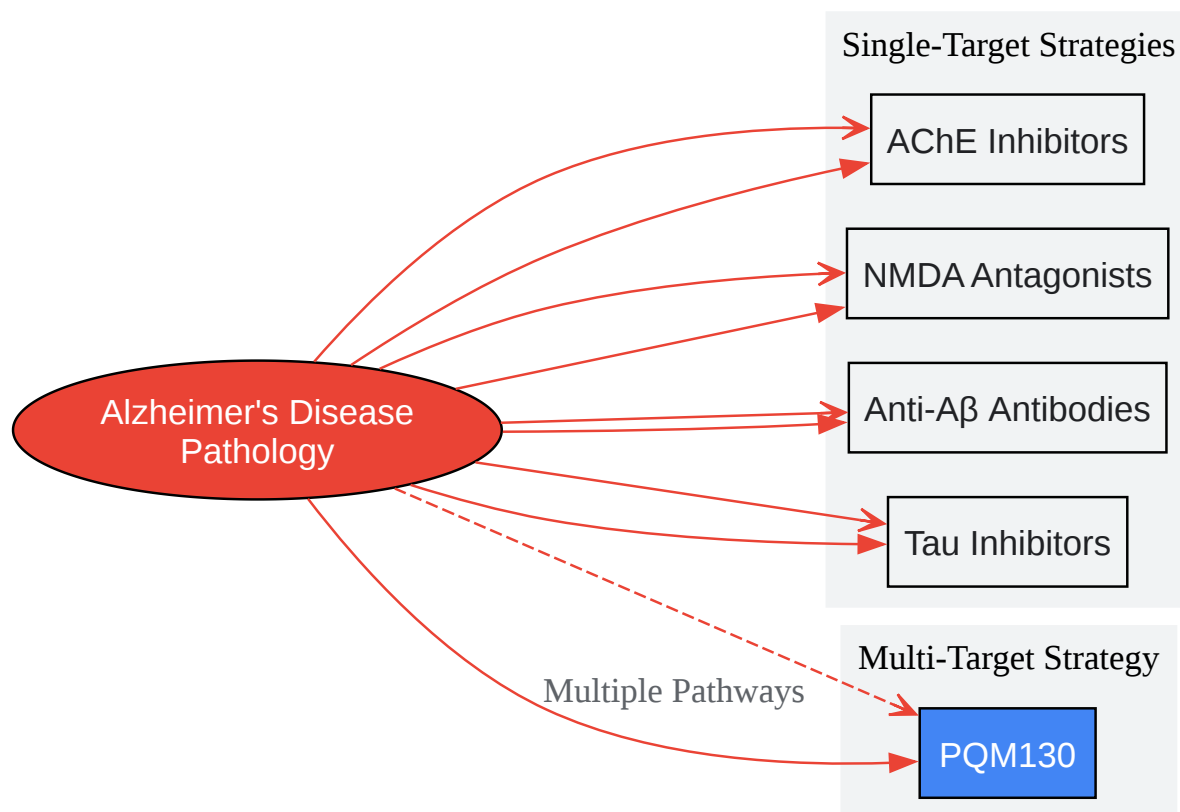 Single-Target Strategies
AChE Inhibitors
NMDA Antagonists
Alzheimer's Disease
Pathology
Anti-Aβ Antibodies
Tau Inhibitors
Multi-Target Strategy
Multiple Pathways
PQM130